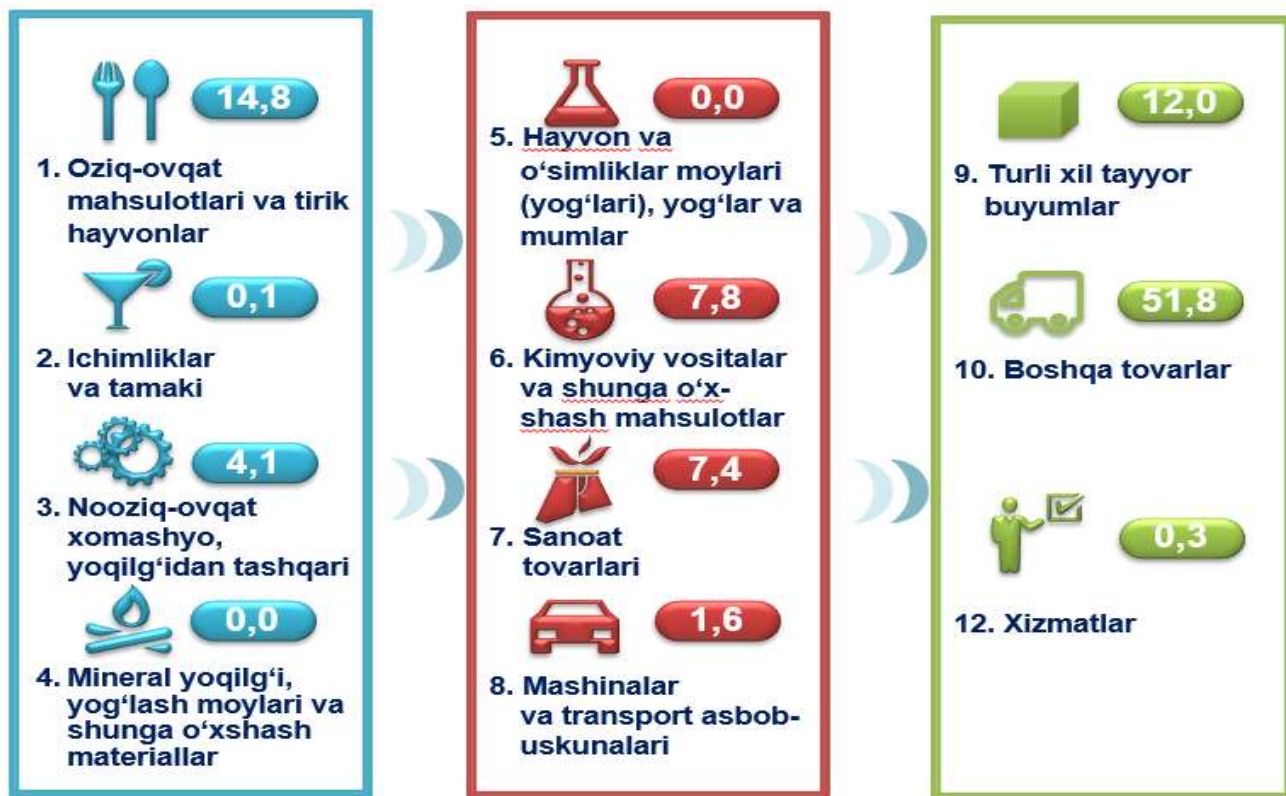 14,8
1. Oziq-ovqat
mahsulotlari va tirik
hayvonlar
0,1
2. Ichimliklar
va tamaki
4,1
3. Nooziq-ovqat
xomashyo,
yoqilg‘idan tashqari
0,0
4. Mineral yoqilg‘i,
yog‘lash moylari va
shunga o‘xshash
materiallar
0,0
5. Hayvon va
o‘simliklar moylari
(yog‘lari), yog‘lar va
mumlar
7,8
6. Kimyoviy vositalar
va shunga o‘x-
shash mahsulotlar
7,4
7. Sanoat
tovarlari
1,6
8. Mashinalar
va transport asbob-
uskunalari
12,0
9. Turli xil tayyor
buyumlar
51,8
10. Boshqa tovarlar
0,3
12. Xizmatlar